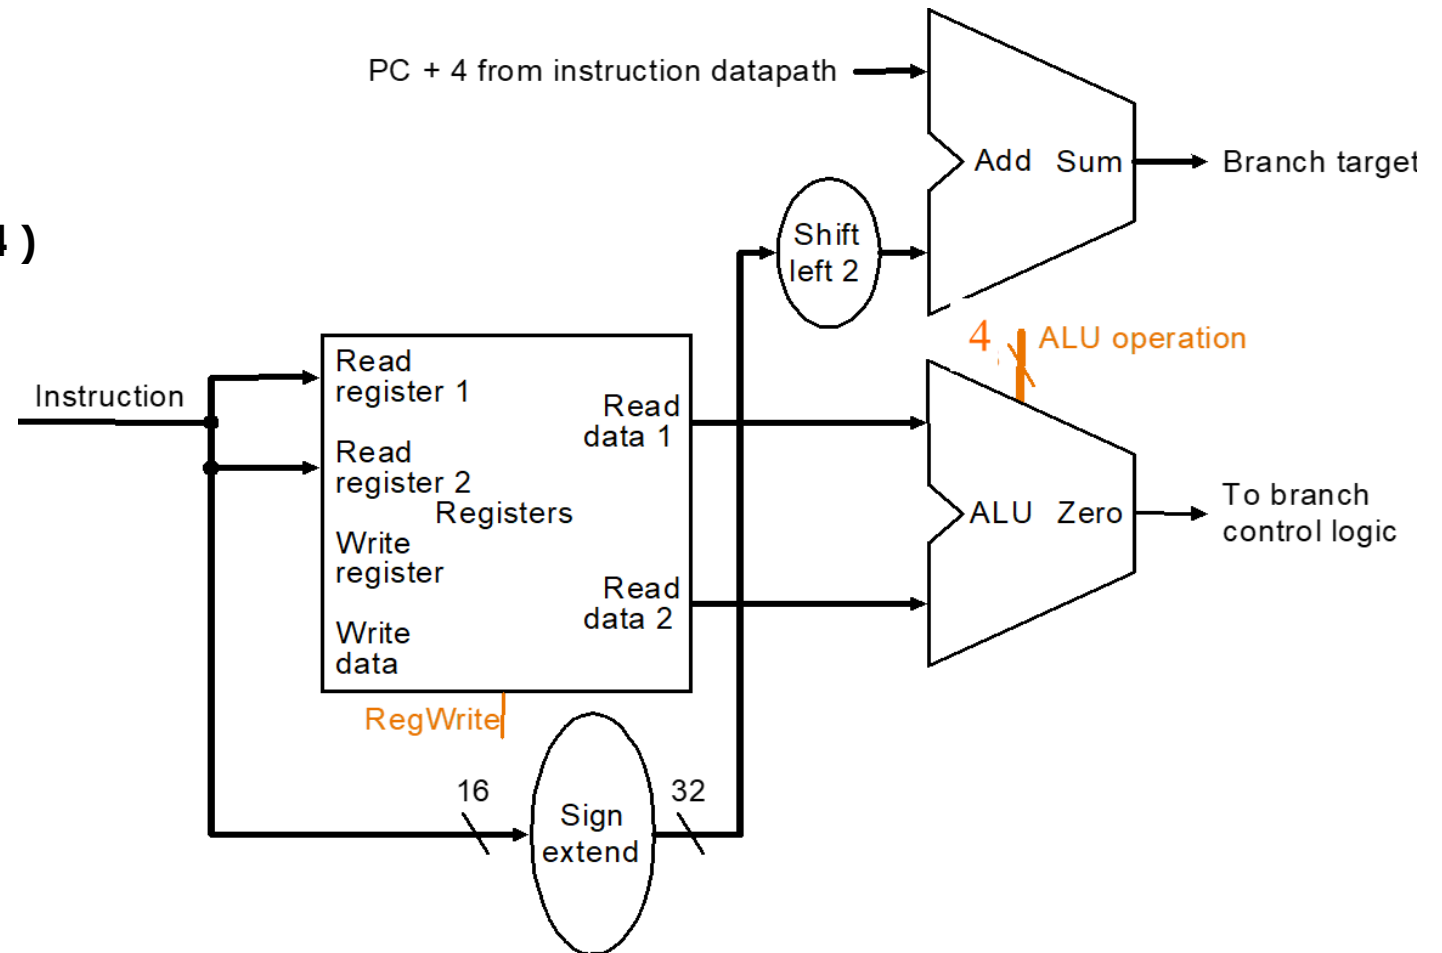 PC + 4 from instruction datapath
Add Sum
Branch target
Shift
left 2
4 )
4
ALU operation
Instruction
Read
register 1
Read
data 1
Read
register 2
Registers
ALU Zero
To branch
control logic
Write
register
Read
data 2
Write
data
RegWrite
16
32
Sign
extend